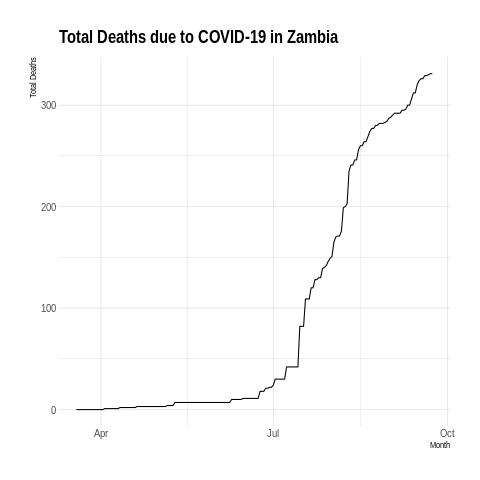 Total Deaths due to COVID-19 in Zambia
Total Deaths
300
200
100
0
Apr Jul Oct
Month